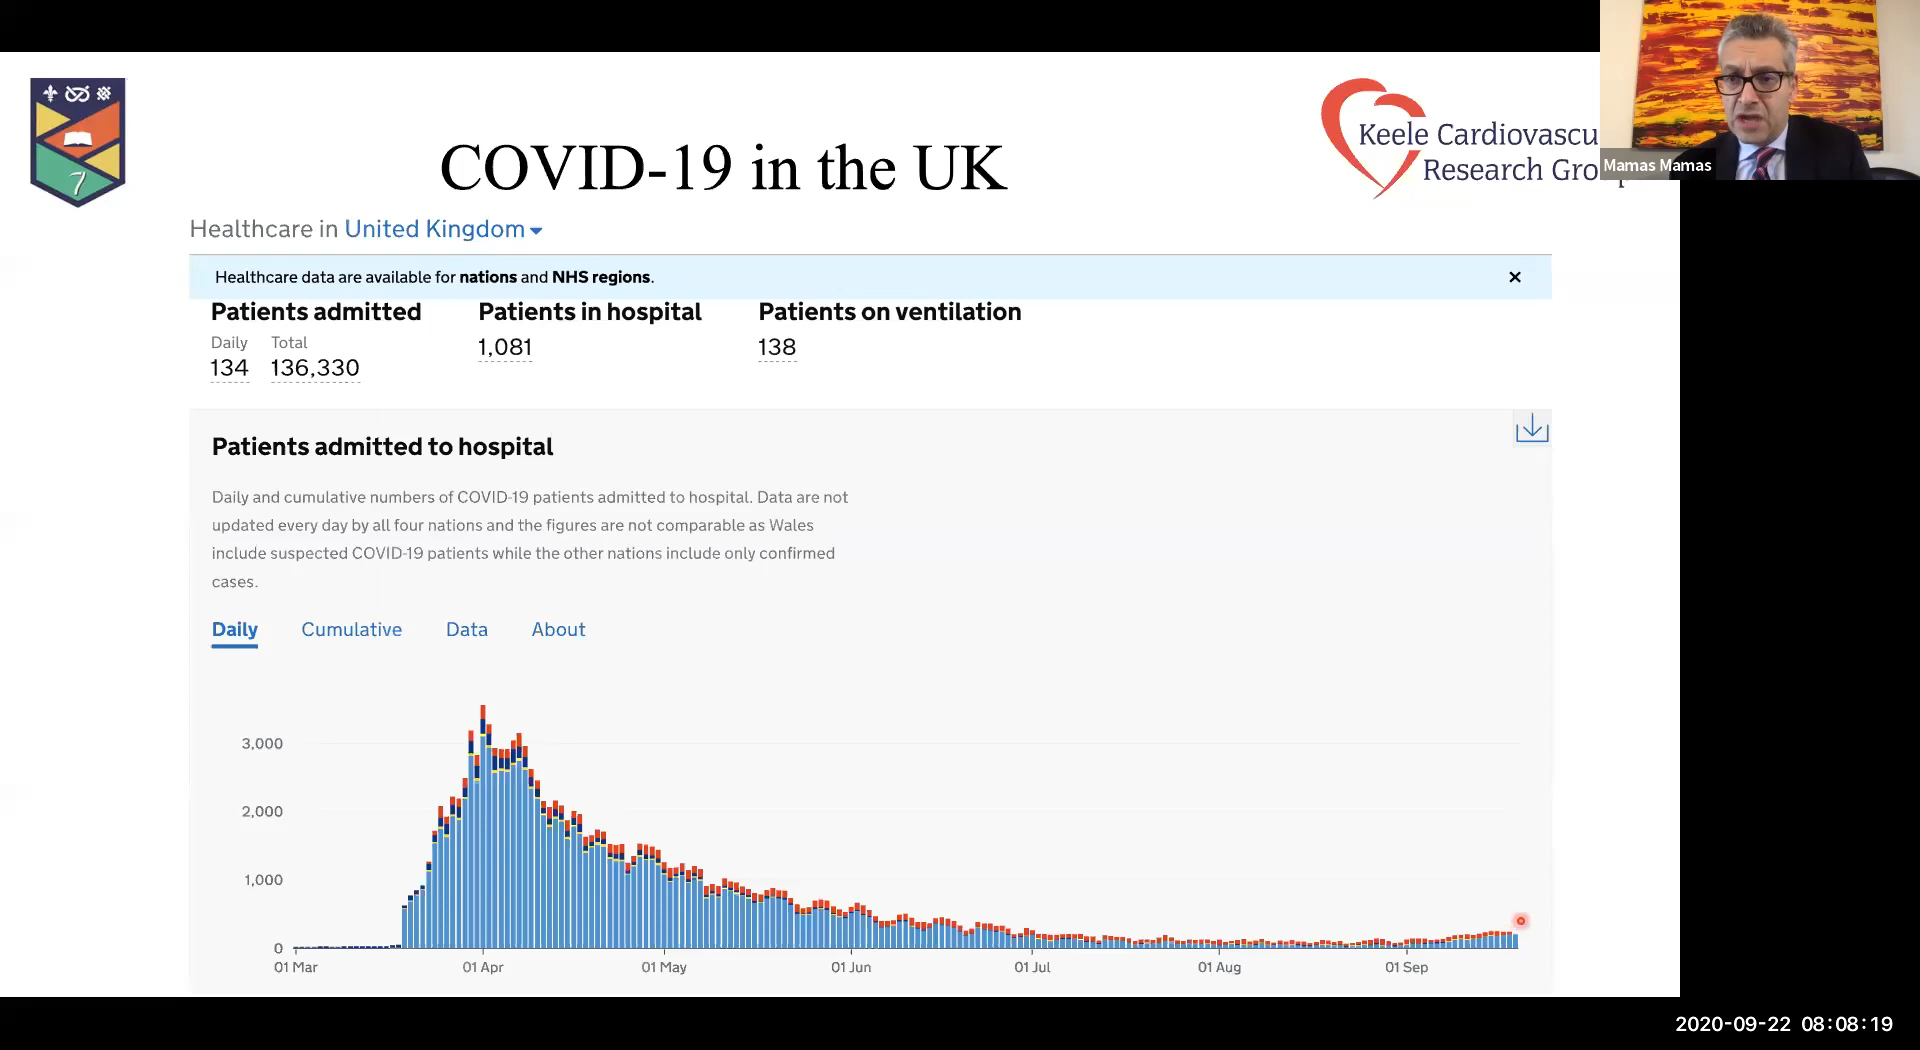 COVID-19 in the UK
Keele Cardiovascu
Research Gro
Mamas Mamas
7
Healthcare in United Kingdom
Healthcare data are available for nations and NHS regions.
Patients admitted
Daily Total
134 136,330
Patients in hospital
1,081
Patients on ventilation
138
Patients admitted to hospital
Daily and cumulative numbers of COVID-19 patients admitted to hospital. Data are not
updated every day by all four nations and the figures are not comparable as Wales
include suspected COVID-19 patients while the other nations include only confirmed
cases.
Daily Cumulative Data About
3,000
2,000
1,000
0
01 Mar 01 Apr 01 May 01 Jun 01 Jul 01 Aug 01 Sep
2020-09-22 08:08:19